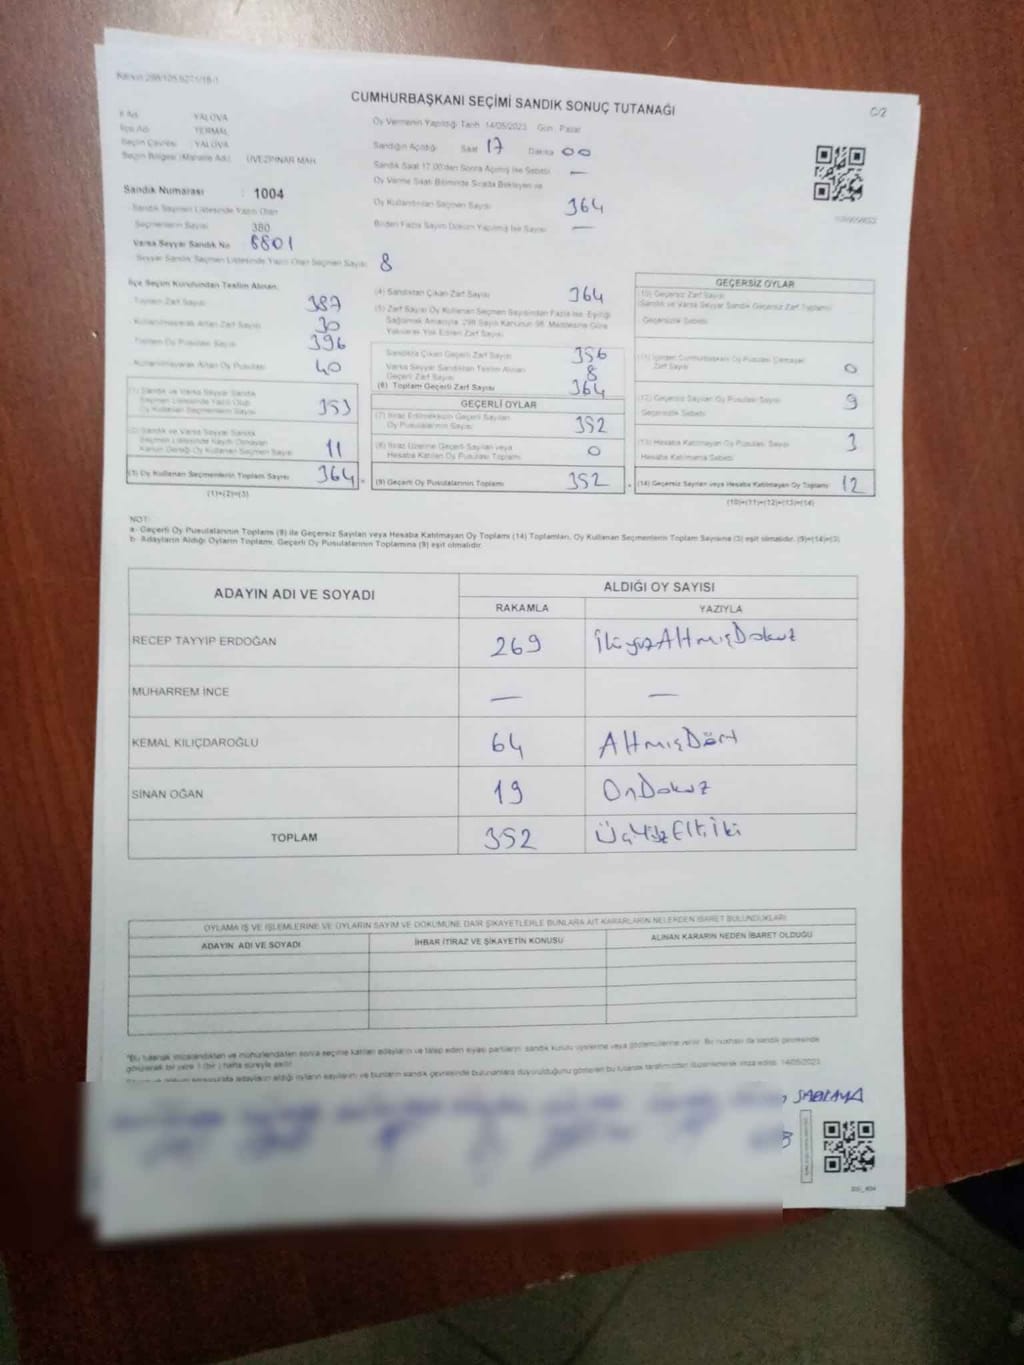 CUMHURBAŞKANI SEÇİMİ SANDIK SONUÇ TUTANAĞI
C/2
İl Adı YALOVA
İlçe Adı TERMAL
Seçim Çevresi YALOVA
Seçim Bölgesi (Mahalle Adı) ÜVEZPINAR MAH.
Sandık Numarası : 1004
Sandık Seçmen Listesinde Yazılı Olan
Seçmenlerin Sayısı 380
Varsa Seyyar Sandık No 8801
Seyyar Sandık Seçmen Listesinde Yazılı Olan Seçmen Sayısı 8
Oy Vermenin Yapıldığı Tarih 14/05/2023 Gün : Pazar
Sandığın Açıldığı Saat 17 Dakika 00
Sandık Saat 17.00'den Sonra Açılmış İse Sebebi —
Oy Verme Saati Bitiminde Sırada Bekleyen ve
Oy Kullandırılan Seçmen Sayısı 364
Birden Fazla Sayım Döküm Yapılmış İse Sayısı —
İlçe Seçim Kurulundan Teslim Alınan
Toplam Zarf Sayısı 387
Kullanılmayarak Artan Zarf Sayısı 30
Toplam Oy Pusulası Sayısı 396
Kullanılmayarak Artan Oy Pusulası 40
(1) Sandık ve Varsa Seyyar Sandık
Seçmen Listesinde Yazılı Olup
Oy Kullanan Seçmenlerin Sayısı 353
(2) Sandık ve Varsa Seyyar Sandık
Seçmen Listesinde Kaydı Olmayan
Kanun Gereği Oy Kullanan Seçmen Sayısı 11
(3) Oy Kullanan Seçmenlerin Toplam Sayısı 364
(1)+(2)=(3)
(4) Sandıktan Çıkan Zarf Sayısı 364
(5) Zarf Sayısı Oy Kullanan Seçmen Sayısından Fazla İse, Eşitliği
Sağlamak Amacıyla, 298 Sayılı Kanunun 98. Maddesine Göre
Yakılarak Yok Edilen Zarf Sayısı
Sandıkta Çıkan Geçerli Zarf Sayısı 356
Varsa Seyyar Sandıktan Teslim Alınan
Geçerli Zarf Sayısı 8
(6) Toplam Geçerli Zarf Sayısı 364
GEÇERLİ OYLAR
(7) İtiraz Edilmeksizin Geçerli Sayılan
Oy Pusulalarının Sayısı 352
(8) İtiraz Üzerine Geçerli Sayılan veya
Hesaba Katılan Oy Pusulası Toplamı 0
(9) Geçerli Oy Pusulalarının Toplamı 352
GEÇERSİZ OYLAR
(10) Geçersiz Zarf Sayısı
(Sandık ve Varsa Seyyar Sandık Geçersiz Zarf Toplamı)
Geçersizlik Sebebi
(11) İçinden Cumhurbaşkanı Oy Pusulası Çıkmayan
Zarf Sayısı 0
(12) Geçersiz Sayılan Oy Pusulası Sayısı 9
Geçersizlik Sebebi
(13) Hesaba Katılmayan Oy Pusulası Sayısı 3
Hesaba Katılmama Sebebi
(14) Geçersiz Sayılan veya Hesaba Katılmayan Oy Toplamı 12
(10)+(11)+(12)+(13)=(14)
NOT:
a- Geçerli Oy Pusulalarının Toplamı (9) ile Geçersiz Sayılan veya Hesaba Katılmayan Oy Toplamı (14) Toplamları, Oy Kullanan Seçmenlerin Toplam Sayısına (3) eşit olmalıdır. (9)+(14)=(3)
b- Adayların Aldığı Oyların Toplamı, Geçerli Oy Pusulalarının Toplamına (9) eşit olmalıdır.
ADAYIN ADI VE SOYADI
ALDIĞI OY SAYISI
RAKAMLA YAZIYLA
RECEP TAYYİP ERDOĞAN 269 İkiyüzAltmışDokuz
MUHARREM İNCE — —
KEMAL KILIÇDAROĞLU 64 AltmışDört
SİNAN OĞAN 19 OnDokuz
TOPLAM 352 ÜçYüzElliİki
OYLAMA İŞ VE İŞLEMLERİNE VE OYLARIN SAYIM VE DÖKÜMÜNE DAİR ŞİKAYETLERLE BUNLARA AİT KARARLARIN NELERDEN İBARET BULUNDUKLARI
ADAYIN ADI VE SOYADI İHBAR İTİRAZ VE ŞİKAYETİN KONUSU ALINAN KARARIN NEDEN İBARET OLDUĞU